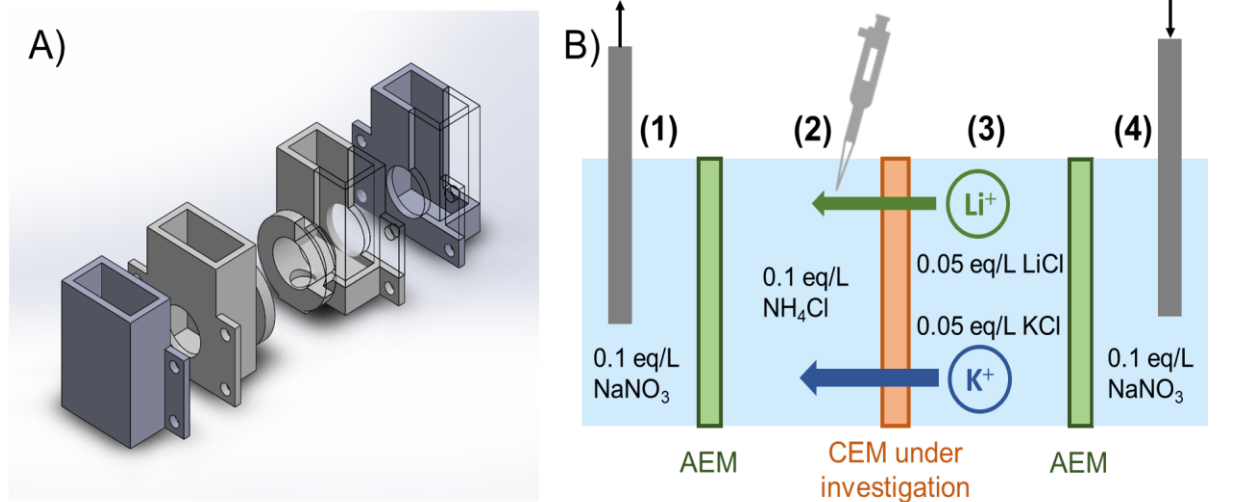 A)
B)
(1)
(2)
(3)
(4)
Li⁺
0.05 eq/L LiCl
0.1 eq/L
NH₄Cl
0.05 eq/L KCl
K⁺
0.1 eq/L
NaNO₃
0.1 eq/L
NaNO₃
AEM
CEM under
investigation
AEM